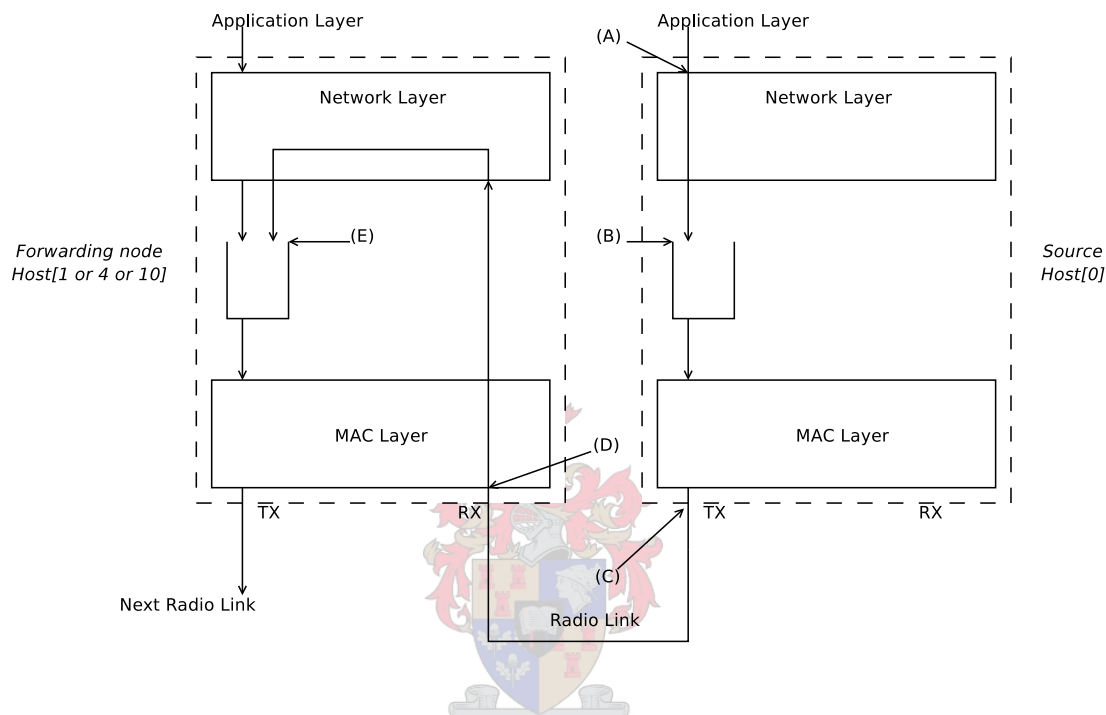 Application Layer
Application Layer
(A)
Network Layer
Network Layer
(E)
(B)
Forwarding node
Host[1 or 4 or 10]
Source
Host[0]
MAC Layer
MAC Layer
(D)
TX
RX
TX
RX
(C)
Next Radio Link
Radio Link